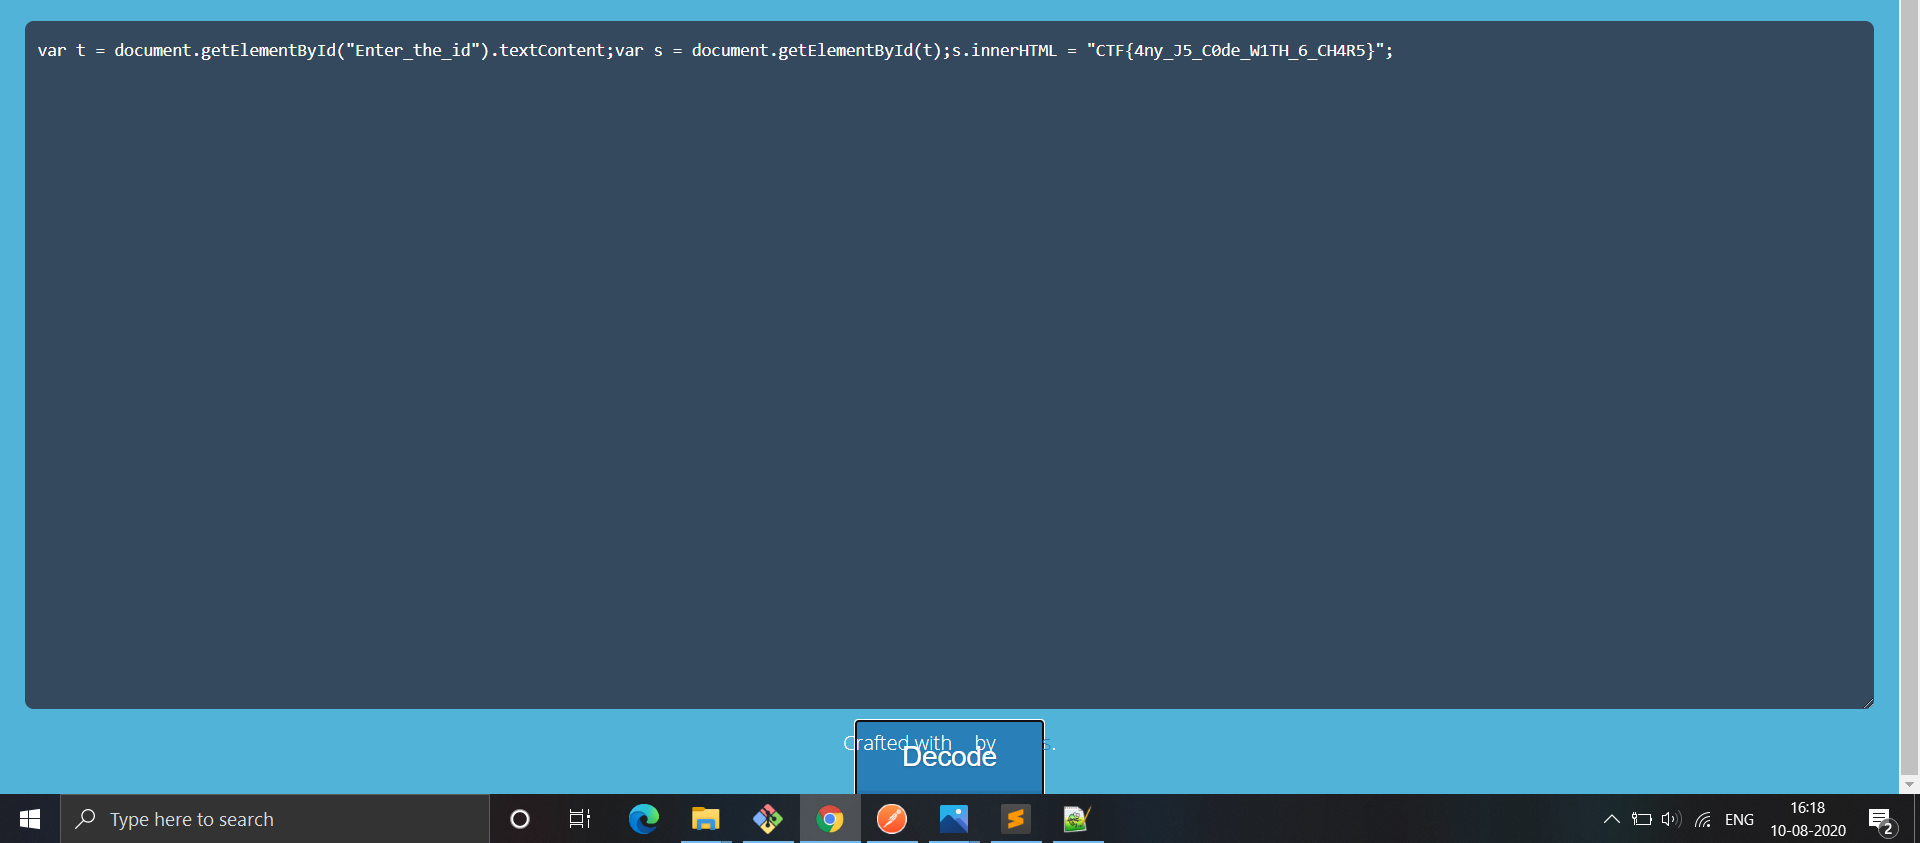 var t = document.getElementById("Enter_the_id").textContent;var s = document.getElementById(t);s.innerHTML = "CTF{4ny_J5_C0de_W1TH_6_CH4R5}";
Crafted with by s.
Decode
Type here to search
ENG
16:18
10-08-2020
2